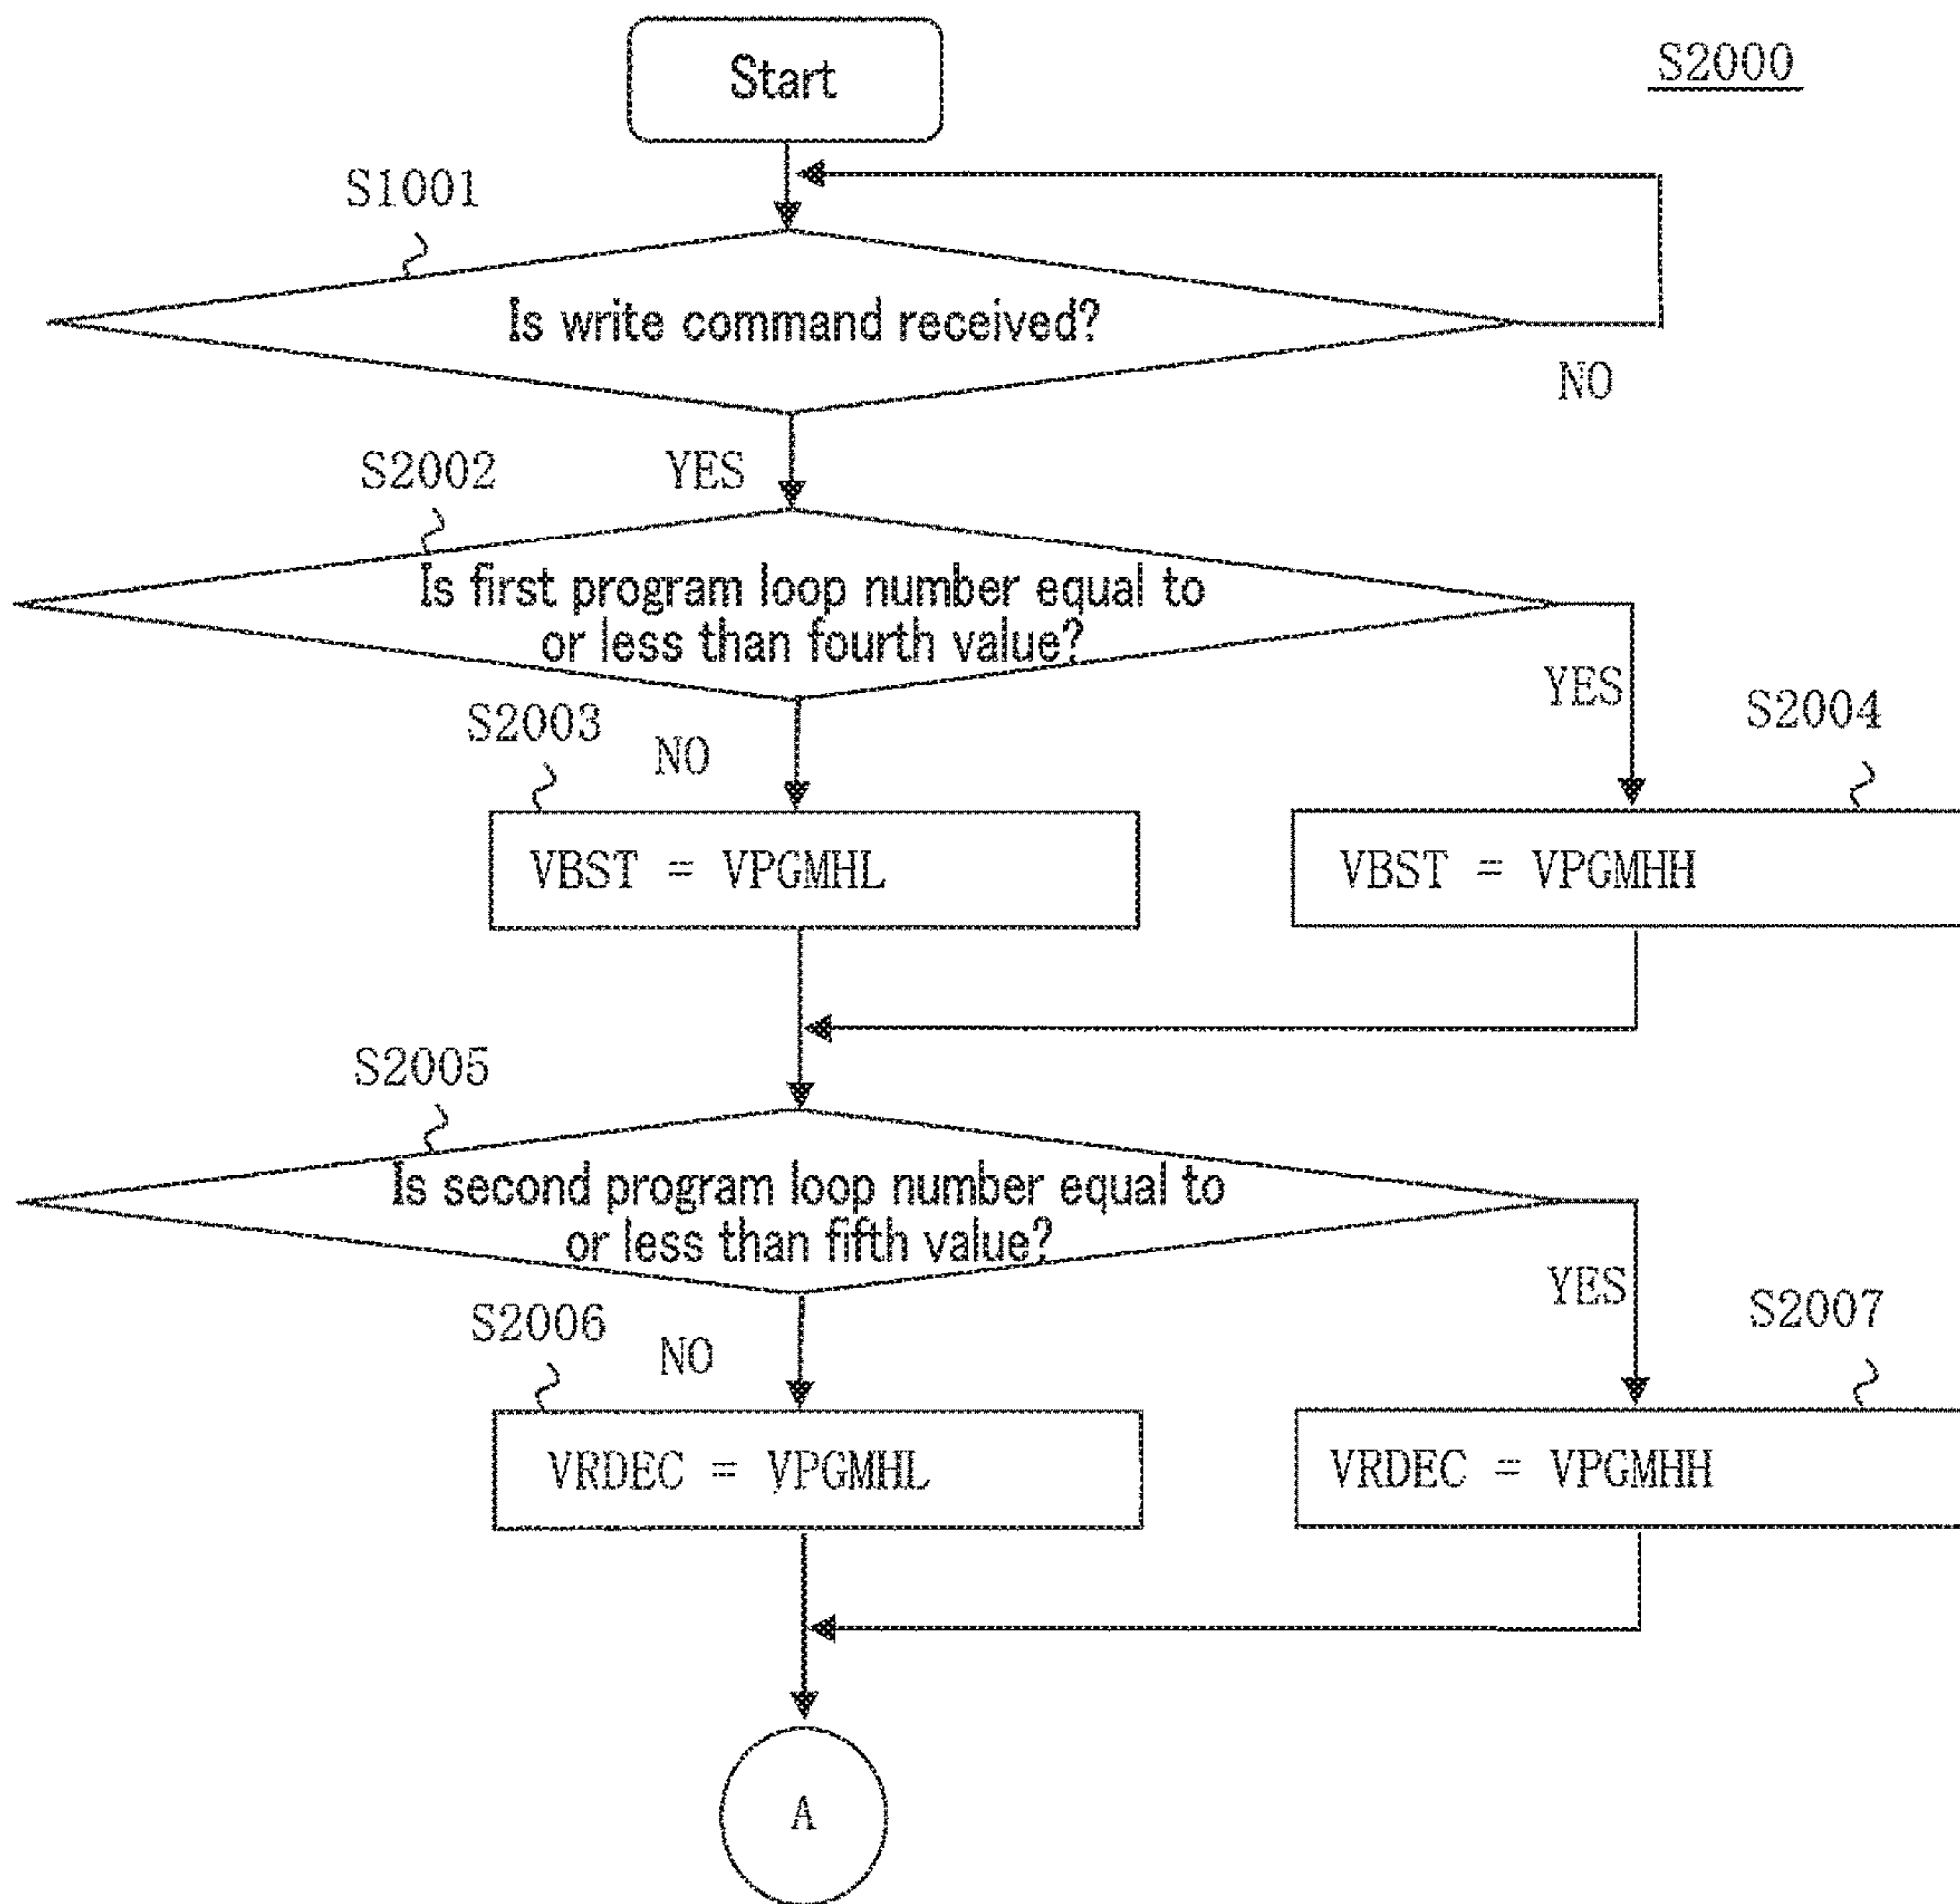 Start
S2000
S1001
Is write command received?
NO
S2002
YES
Is first program loop number equal to
or less than fourth value?
YES
S2003
NO
S2004
VBST = VPGMHL
VBST = VPGMHH
S2005
Is second program loop number equal to
or less than fifth value?
YES
S2006
NO
S2007
VRDEC = VPGMHL
VRDEC = VPGMHH
A